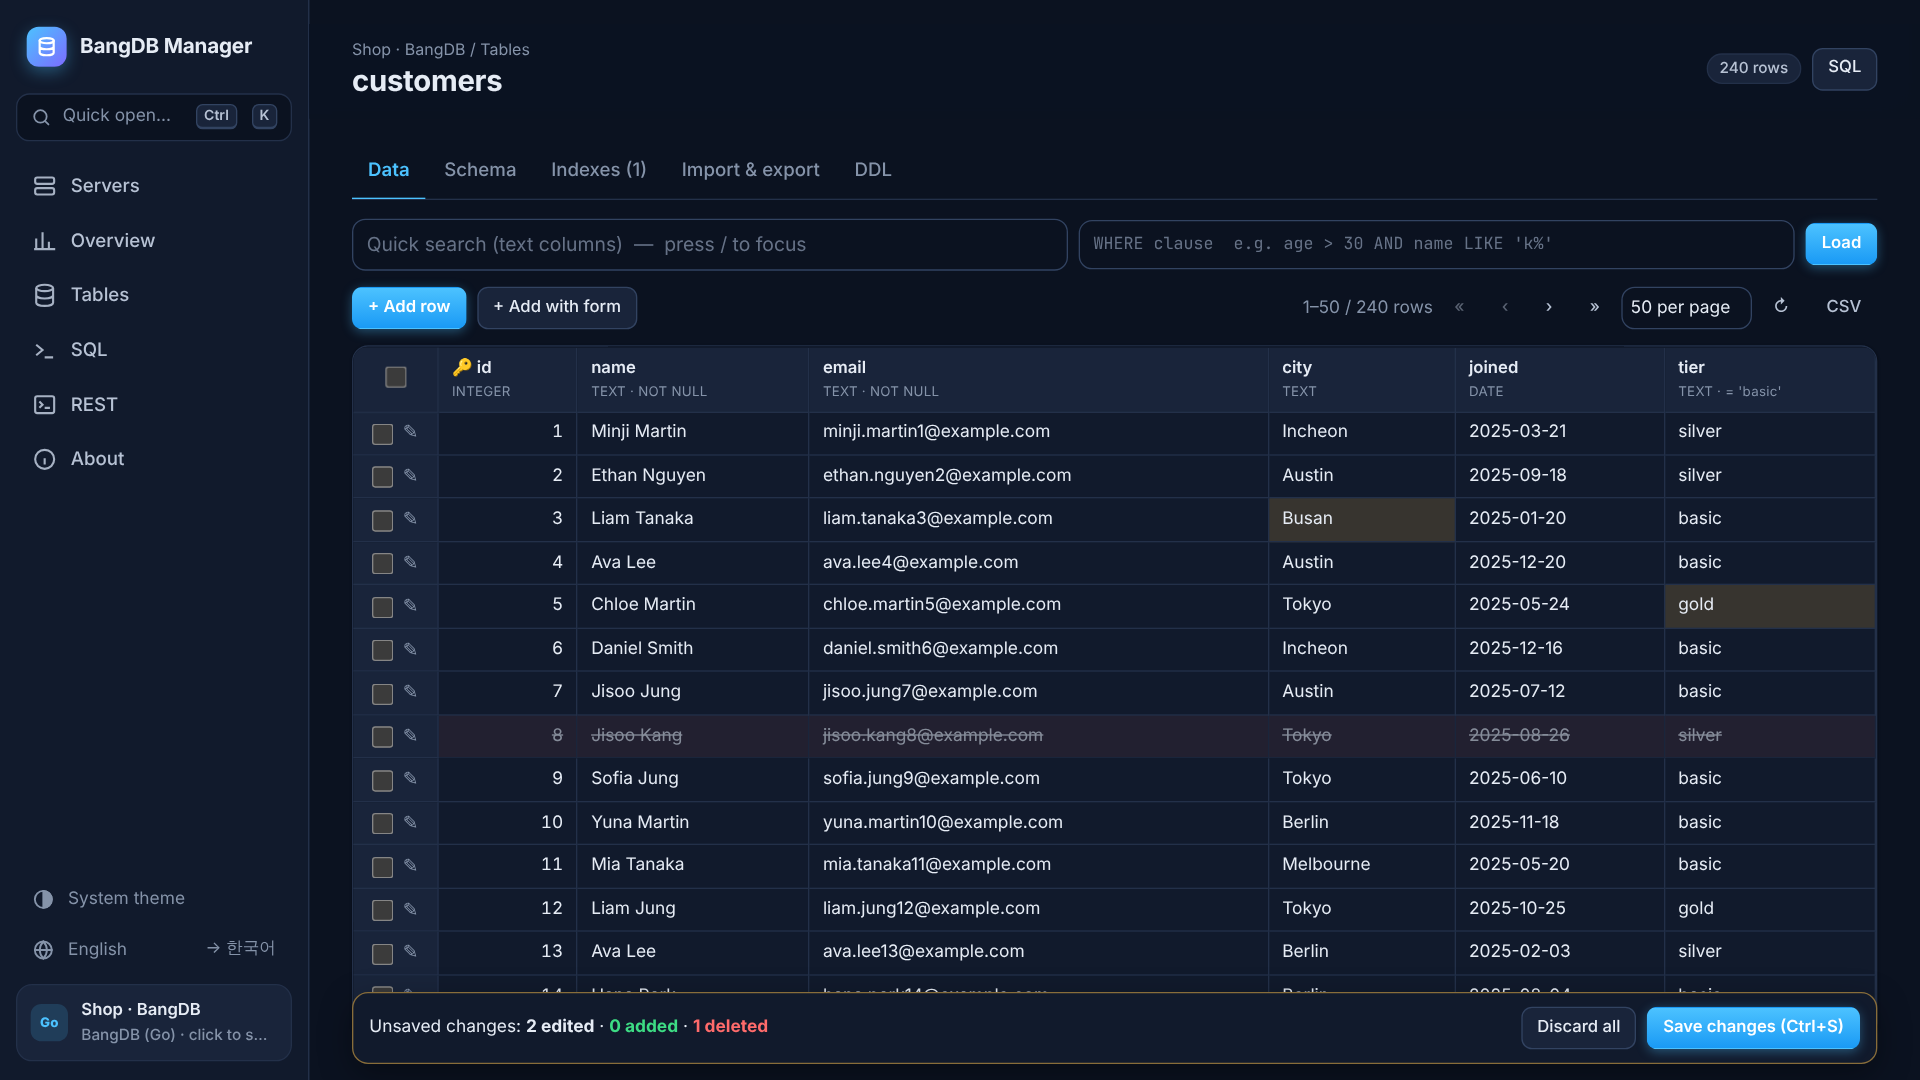 BangDB Manager
Quick open... Ctrl K
Servers
Overview
Tables
SQL
REST
About
System theme
English → 한국어
Go
Shop · BangDB
BangDB (Go) · click to s...
Shop · BangDB / Tables
customers
240 rows SQL
Data Schema Indexes (1) Import & export DDL
Quick search (text columns) — press / to focus
WHERE clause e.g. age > 30 AND name LIKE 'k%'
Load
+ Add row + Add with form 1–50 / 240 rows « ‹ › » 50 per page CSV
id name email city joined tier
INTEGER TEXT · NOT NULL TEXT · NOT NULL TEXT DATE TEXT · = 'basic'
1 Minji Martin minji.martin1@example.com Incheon 2025-03-21 silver
2 Ethan Nguyen ethan.nguyen2@example.com Austin 2025-09-18 silver
3 Liam Tanaka liam.tanaka3@example.com Busan 2025-01-20 basic
4 Ava Lee ava.lee4@example.com Austin 2025-12-20 basic
5 Chloe Martin chloe.martin5@example.com Tokyo 2025-05-24 gold
6 Daniel Smith daniel.smith6@example.com Incheon 2025-12-16 basic
7 Jisoo Jung jisoo.jung7@example.com Austin 2025-07-12 basic
8 Jisoo Kang jisoo.kang8@example.com Tokyo 2025-08-26 silver
9 Sofia Jung sofia.jung9@example.com Tokyo 2025-06-10 basic
10 Yuna Martin yuna.martin10@example.com Berlin 2025-11-18 basic
11 Mia Tanaka mia.tanaka11@example.com Melbourne 2025-05-20 basic
12 Liam Jung liam.jung12@example.com Tokyo 2025-10-25 gold
13 Ava Lee ava.lee13@example.com Berlin 2025-02-03 silver
Unsaved changes: 2 edited · 0 added · 1 deleted
Discard all Save changes (Ctrl+S)